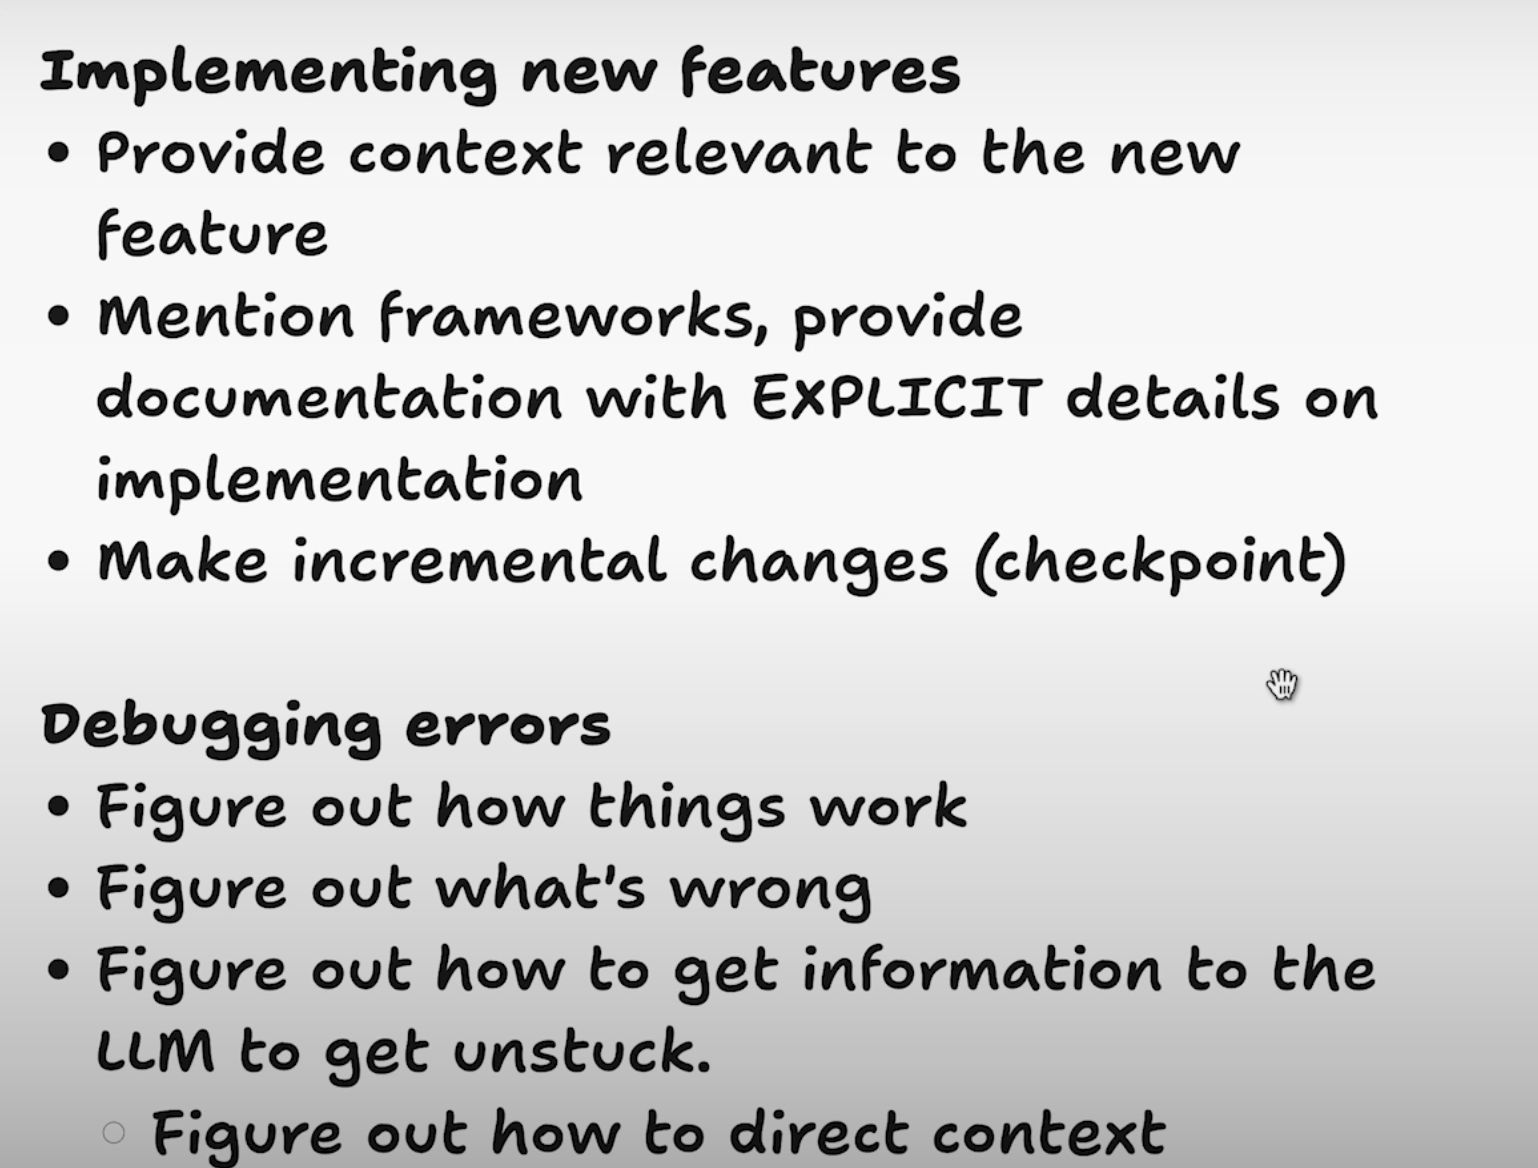 Implementing new features
• Provide context relevant to the new
feature
• Mention frameworks, provide
documentation with EXPLICIT details on
implementation
• Make incremental changes (checkpoint)
Debugging errors
• Figure out how things work
• Figure out what's wrong
• Figure out how to get information to the
LLM to get unstuck.
○ Figure out how to direct context